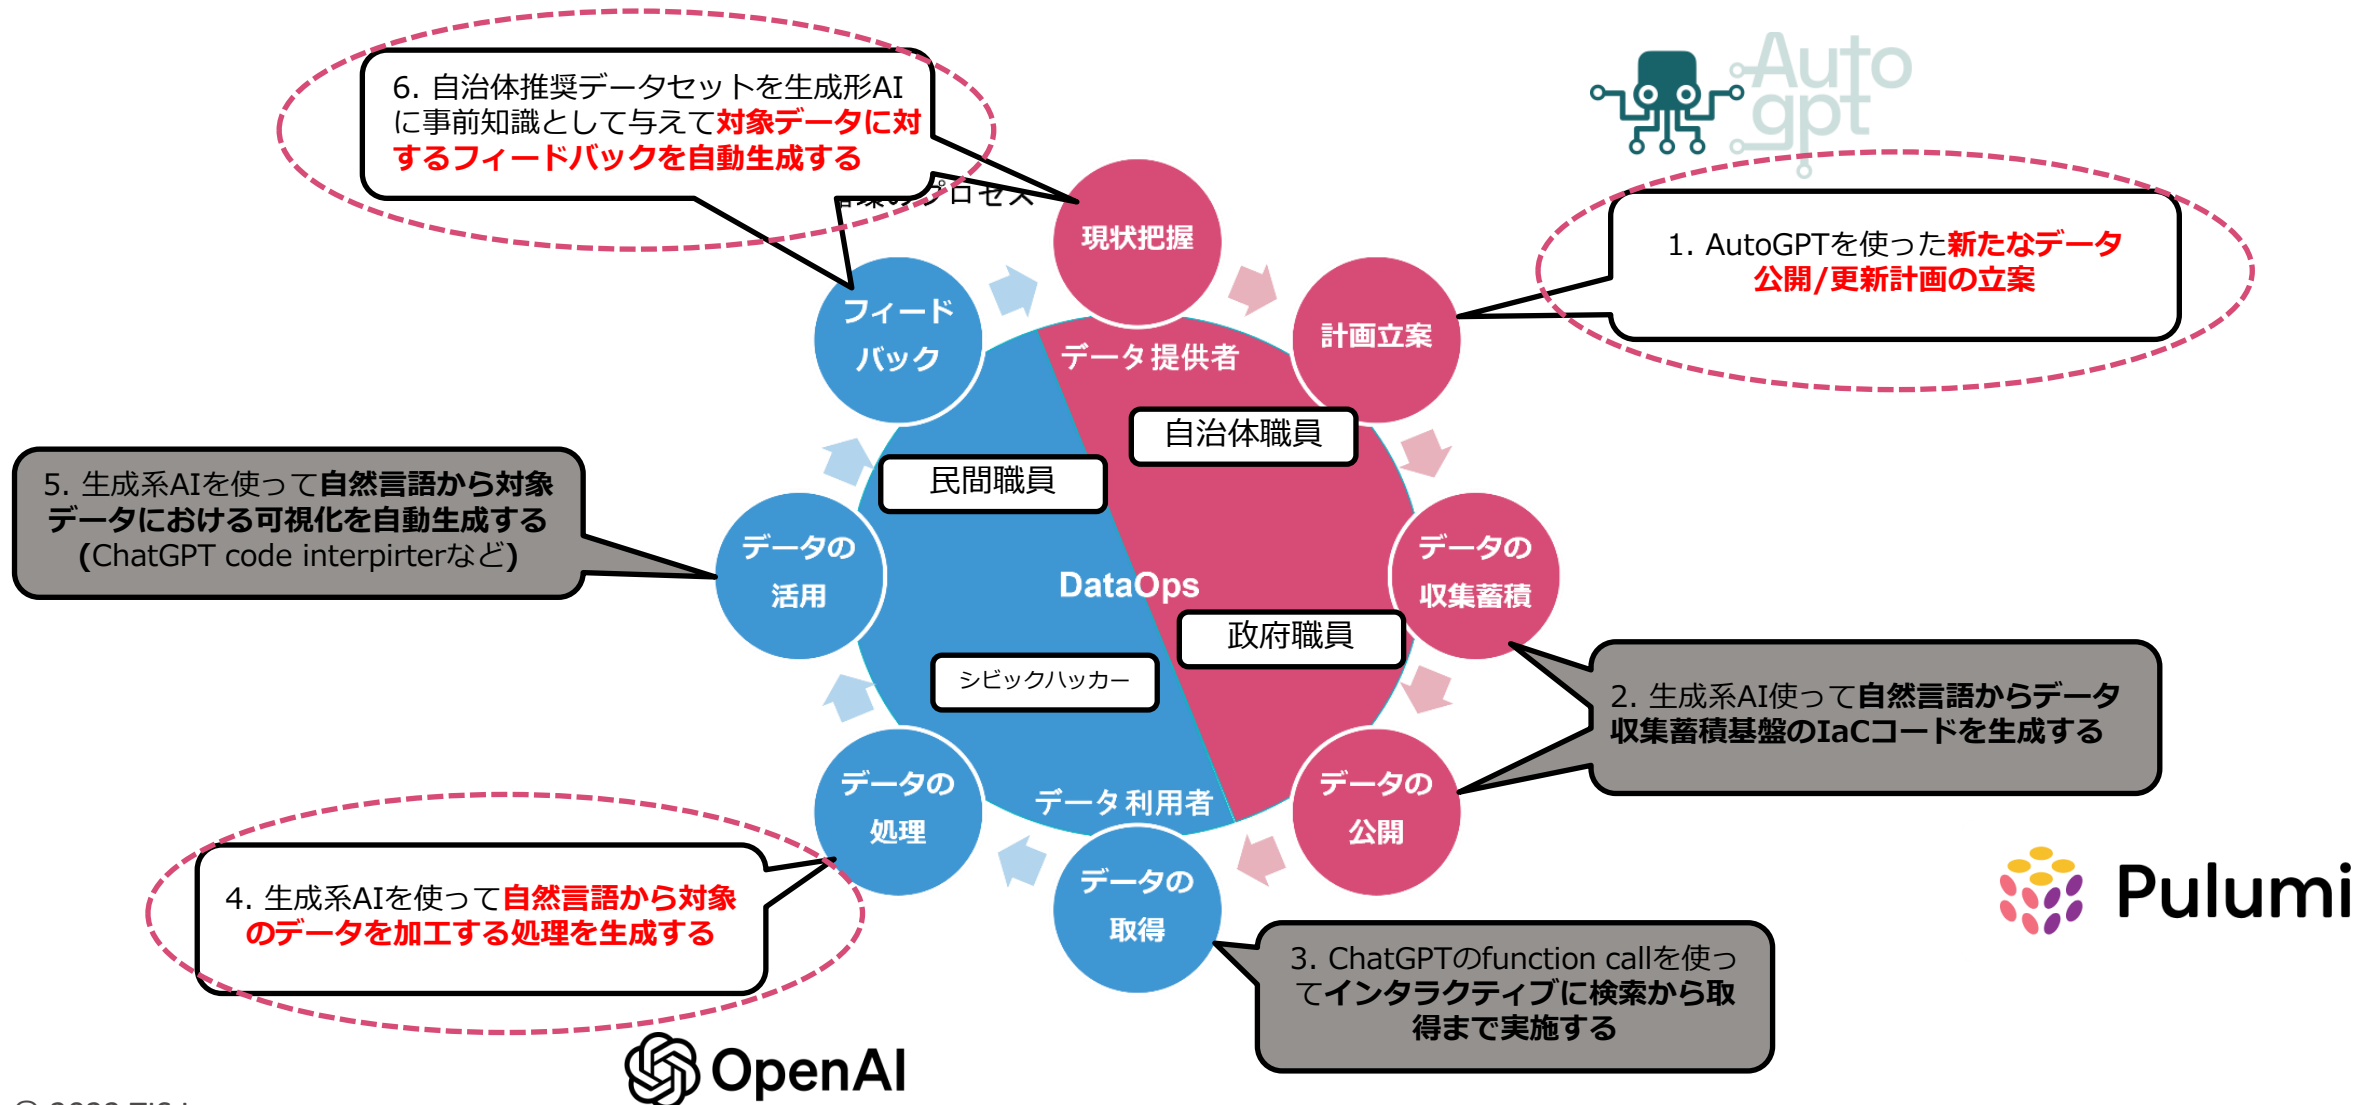 6. 自治体推奨データセットを生成形AI
に事前知識として与えて対象データに対
するフィードバックを自動生成する
のプロセス
Auto
gpt
1. AutoGPTを使った新たなデータ
公開/更新計画の立案
現状把握
フィード
バック
計画立案
データ提供者
自治体職員
民間職員
5. 生成系AIを使って自然言語から対象
データにおける可視化を自動生成する
(ChatGPT code interpirterなど)
データの
活用
DataOps
データの
収集蓄積
政府職員
シビックハッカー
2. 生成系AI使って自然言語からデータ
収集蓄積基盤のIaCコードを生成する
データの
処理
データ利用者
データの
公開
データの
取得
4. 生成系AIを使って自然言語から対象
のデータを加工する処理を生成する
3. ChatGPTのfunction callを使っ
てインタラクティブに検索から取
得まで実施する
Pulumi
OpenAI